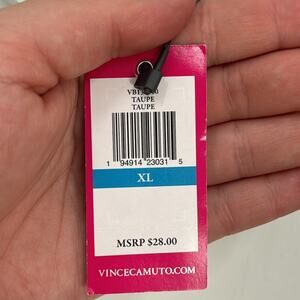 TAUPE
TAUPE
1 94914 23031 5
XL
MSRP $28.00
VINCECAMUTO.COM